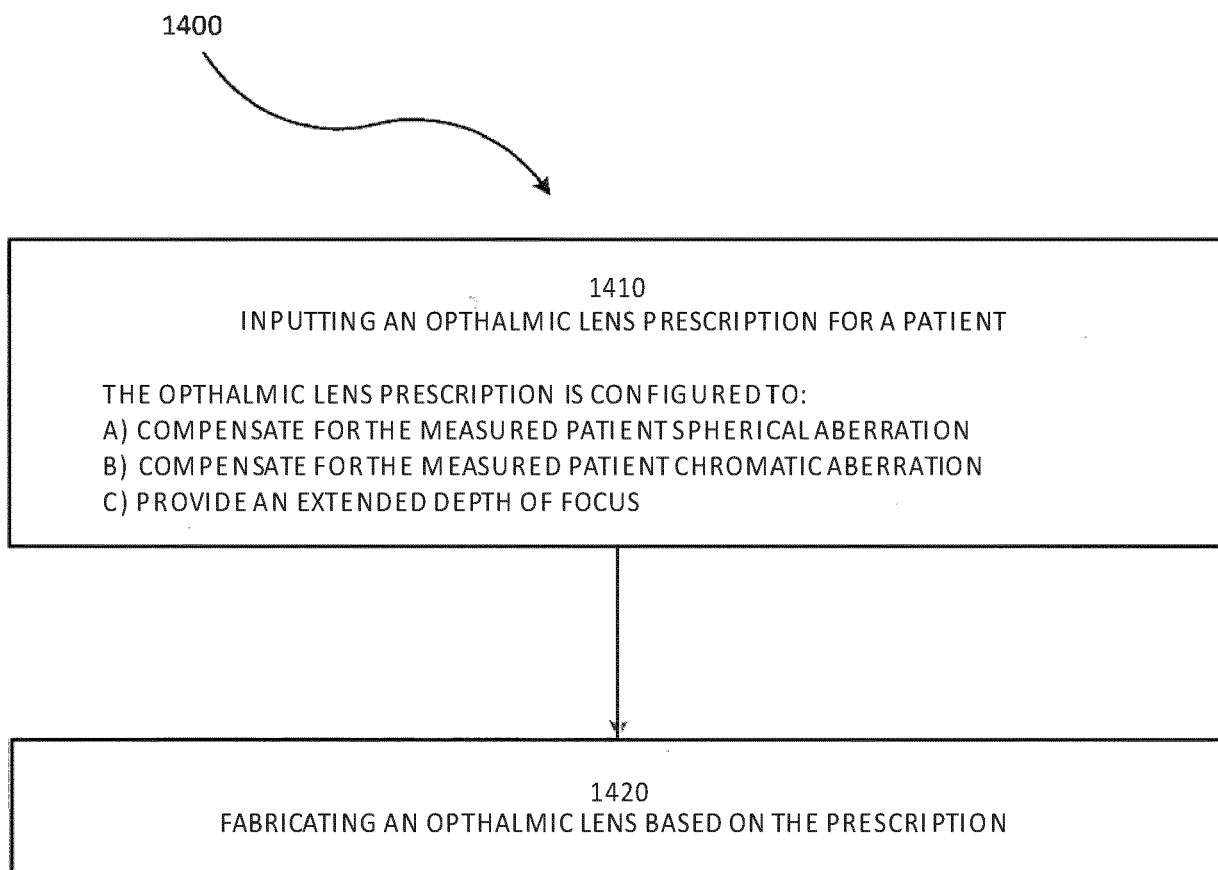 1400
1410
INPUTTING AN OPTHALMIC LENS PRESCRIPTION FOR A PATIENT
THE OPTHALMIC LENS PRESCRIPTION IS CONFIGURED TO:
A) COMPENSATE FOR THE MEASURED PATIENT SPHERICAL ABERRATION
B) COMPENSATE FOR THE MEASURED PATIENT CHROMATIC ABERRATION
C) PROVIDE AN EXTENDED DEPTH OF FOCUS
1420
FABRICATING AN OPTHALMIC LENS BASED ON THE PRESCRIPTION